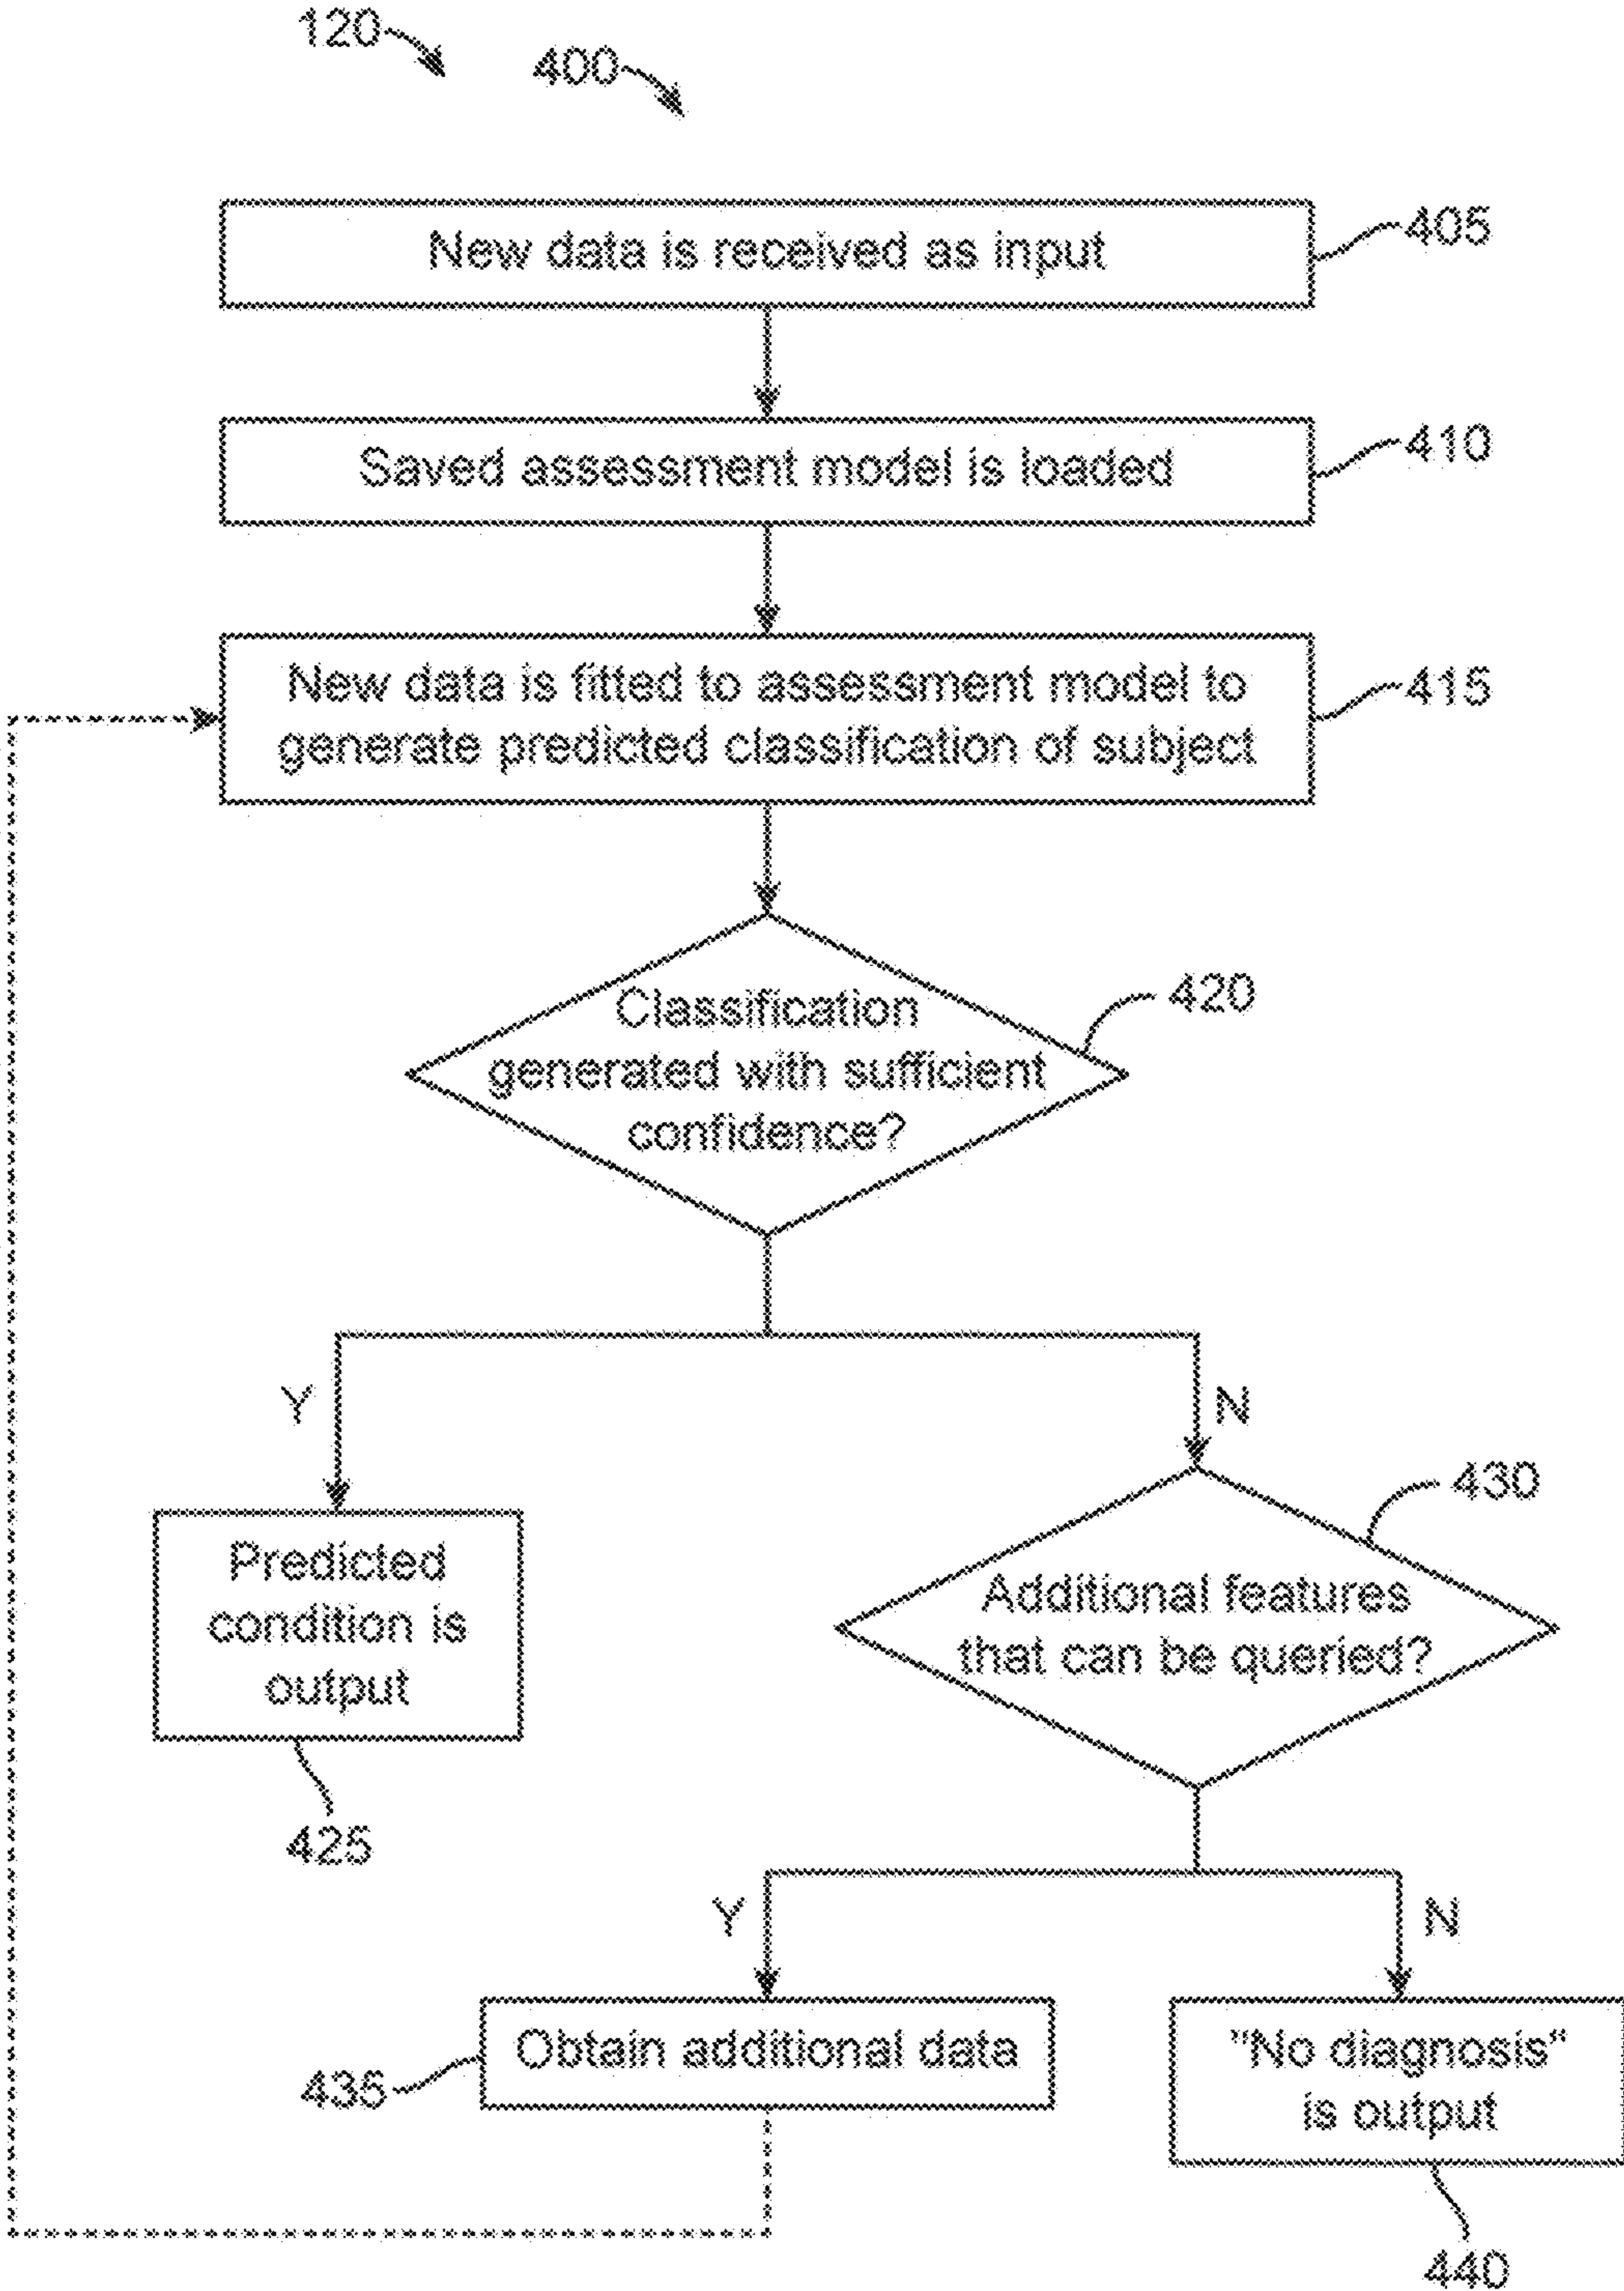 120
400
New data is received as input
405
Saved assessment model is loaded
410
New data is fitted to assessment model to
generate predicted classification of subject
415
Classification
generated with sufficient
confidence?
420
Y
N
Predicted
condition is
output
425
430
Additional features
that can be queried?
Y
N
Obtain additional data
435
"No diagnosis"
is output
440